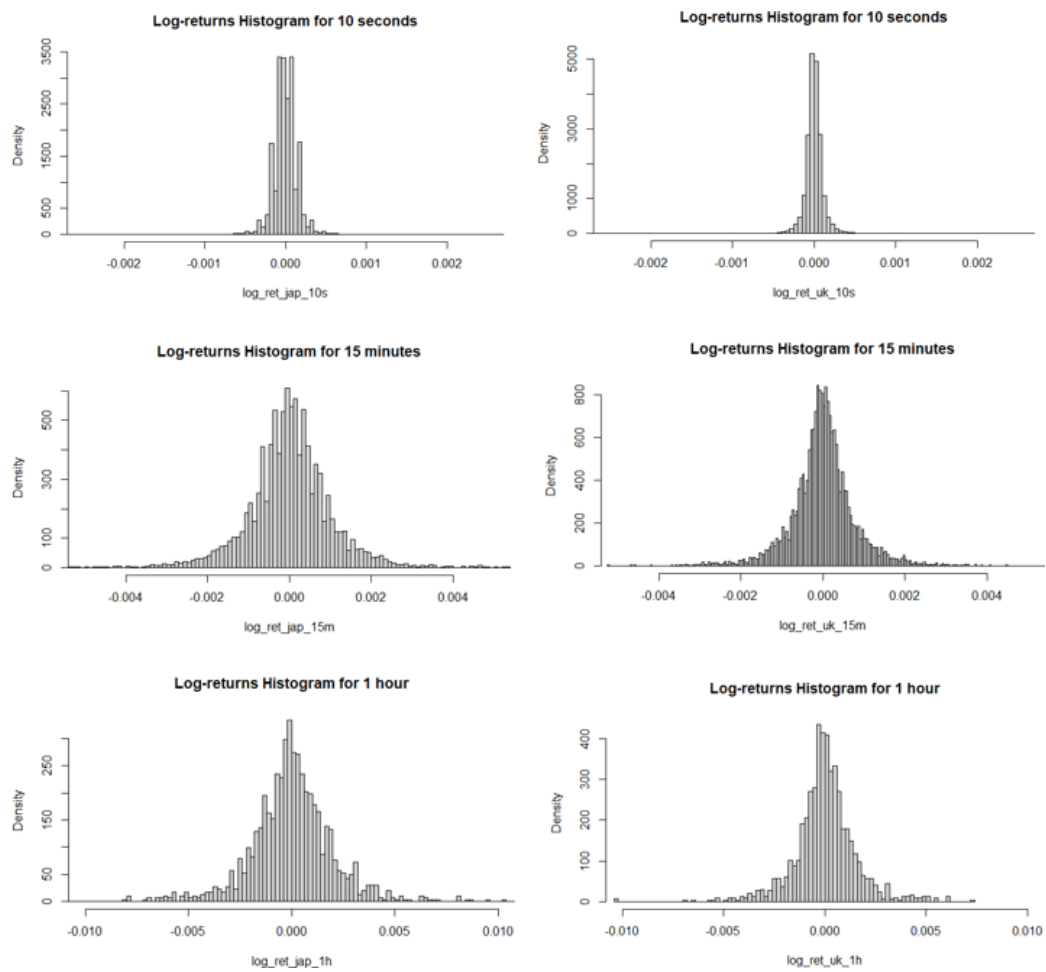 Log-returns Histogram for 10 seconds
Density
0 500 1500 2500 3500
-0.002 -0.001 0.000 0.001 0.002
log_ret_jap_10s
Log-returns Histogram for 10 seconds
Density
0 1000 3000 5000
-0.002 -0.001 0.000 0.001 0.002
log_ret_uk_10s
Log-returns Histogram for 15 minutes
Density
0 100 300 500
-0.004 -0.002 0.000 0.002 0.004
log_ret_jap_15m
Log-returns Histogram for 15 minutes
Density
0 200 400 600 800
-0.004 -0.002 0.000 0.002 0.004
log_ret_uk_15m
Log-returns Histogram for 1 hour
Density
0 50 150 250
-0.010 -0.005 0.000 0.005 0.010
log_ret_jap_1h
Log-returns Histogram for 1 hour
Density
0 100 200 300 400
-0.010 -0.005 0.000 0.005 0.010
log_ret_uk_1h